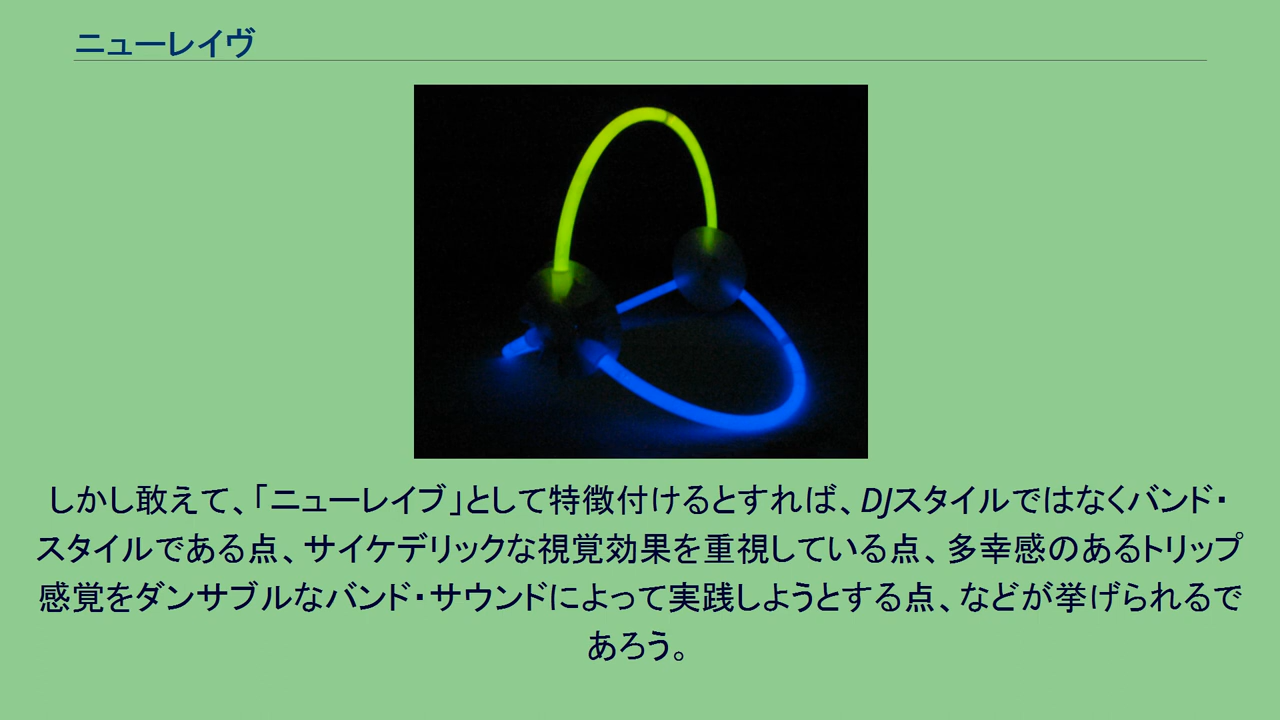 ニューレイヴ
しかし敢えて、「ニューレイブ」として特徴付けるとすれば、DJスタイルではなくバンド・
スタイルである点、サイケデリックな視覚効果を重視している点、多幸感のあるトリップ
感覚をダンサブルなバンド・サウンドによって実践しようとする点、などが挙げられるで
あろう。